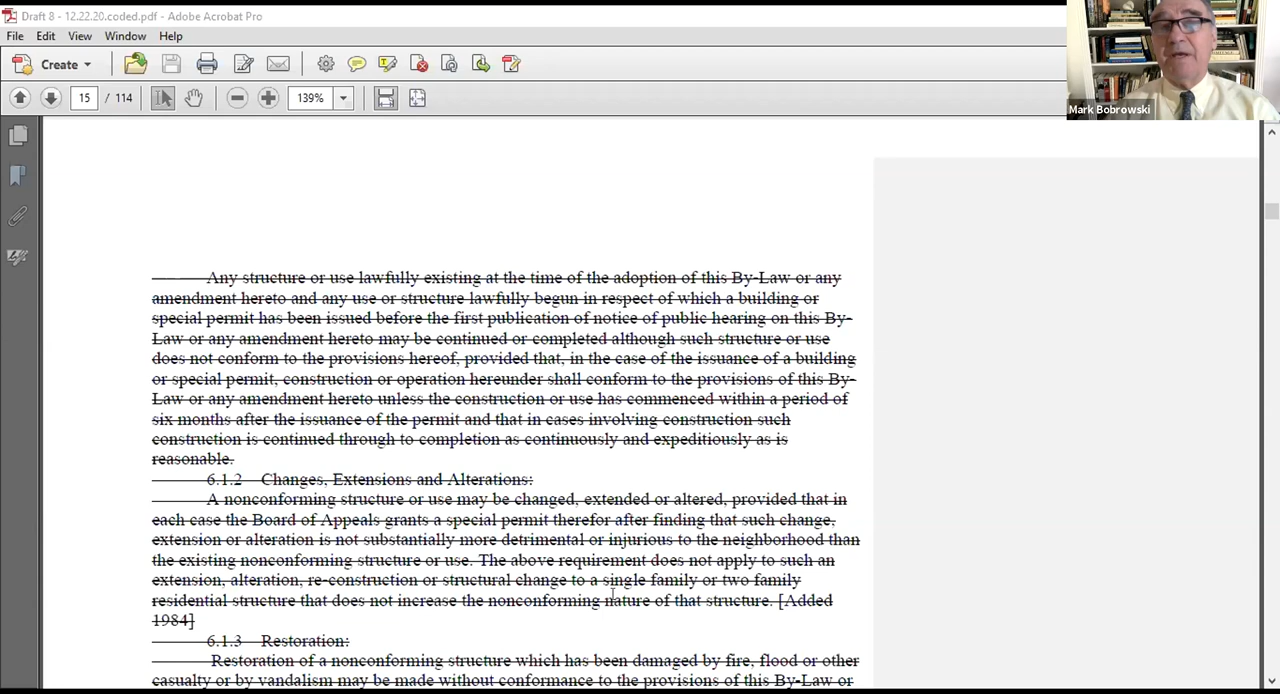 Draft 8 - 12.22.20.coded.pdf - Adobe Acrobat Pro
File Edit View Window Help
Create
15 / 114 139%
Mark Bobrowski
Any structure or use lawfully existing at the time of the adoption of this By-Law or any
amendment hereto and any use or structure lawfully begun in respect of which a building or
special permit has been issued before the first publication of notice of public hearing on this By-
Law or any amendment hereto may be continued or completed although such structure or use
does not conform to the provisions hereof, provided that, in the case of the issuance of a building
or special permit, construction or operation hereunder shall conform to the provisions of this By-
Law or any amendment hereto unless the construction or use has commenced within a period of
six months after the issuance of the permit and that in cases involving construction such
construction is continued through to completion as continuously and expeditiously as is
reasonable.
6.1.2 Changes, Extensions and Alterations:
A nonconforming structure or use may be changed, extended or altered, provided that in
each case the Board of Appeals grants a special permit therefor after finding that such change,
extension or alteration is not substantially more detrimental or injurious to the neighborhood than
the existing nonconforming structure or use. The above requirement does not apply to such an
extension, alteration, re-construction or structural change to a single family or two family
residential structure that does not increase the nonconforming nature of that structure. [Added
1984]
6.1.3 Restoration:
Restoration of a nonconforming structure which has been damaged by fire, flood or other
casualty or by vandalism may be made without conformance to the provisions of this By-Law or